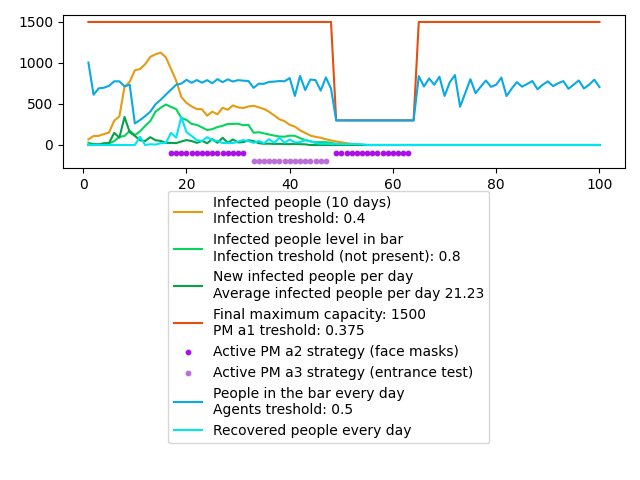 1500
1000
500
0
0 20 40 60 80 100
Infected people (10 days)
Infection treshold: 0.4
Infected people level in bar
Infection treshold (not present): 0.8
New infected people per day
Average infected people per day 21.23
Final maximum capacity: 1500
PM a1 treshold: 0.375
Active PM a2 strategy (face masks)
Active PM a3 strategy (entrance test)
People in the bar every day
Agents treshold: 0.5
Recovered people every day